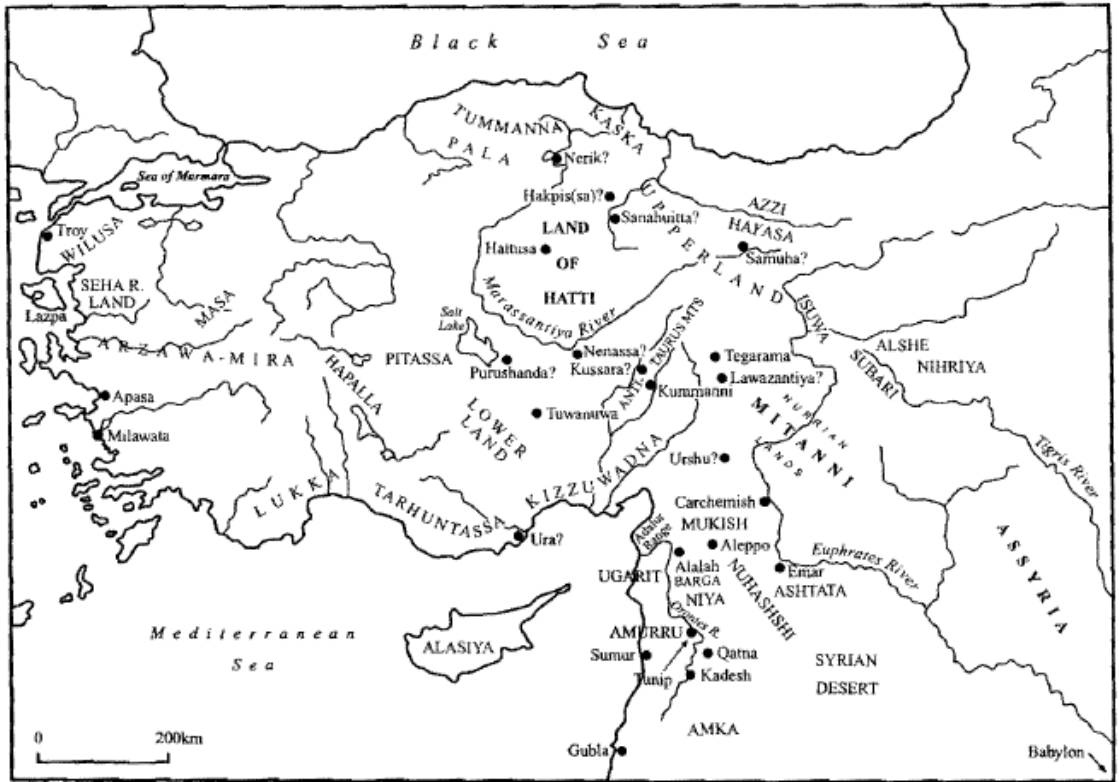 Black Sea
TUMMANNA
KASKA
PALA
Nerik?
Sea of Marmara
Hakpis(sa)?
UPPER LAND
AZZI
Troy
WILUSA
LAND
Sanahuitta?
HAYASA
Hattusa
OF
Samuha?
SEHA R.
LAND
HATTI
Lazpa
MASA
Marassantiya River
ISUWA
Salt
Lake
ARZAWA-MIRA
PITASSA
Nenassa?
ANTI-TAURUS MTS
Tegarama
ALSHE
NIHRIYA
HAPALLA
Purushanda?
Kussara?
Lawazantiya?
SUBARI
Apasa
Kummanni
Tuwanuwa
HURRIAN
LANDS
MITANNI
Milawata
LOWER
LAND
Tigris River
Urshu?
LUKKA
TARHUNTASSA
KIZZUWADNA
Carchemish
MUKISH
Ura?
Adalur
Range
Aleppo
Euphrates River
ASSYRIA
UGARIT
Alalah
BARGA
Emar
ASHTATA
NIYA
NUHASHSHI
Mediterranean
Sea
ALASIYA
Orontes R.
AMURRU
Sumur
Qatna
SYRIAN
DESERT
Tunip
Kadesh
AMKA
0 200km
Gubla
Babylon